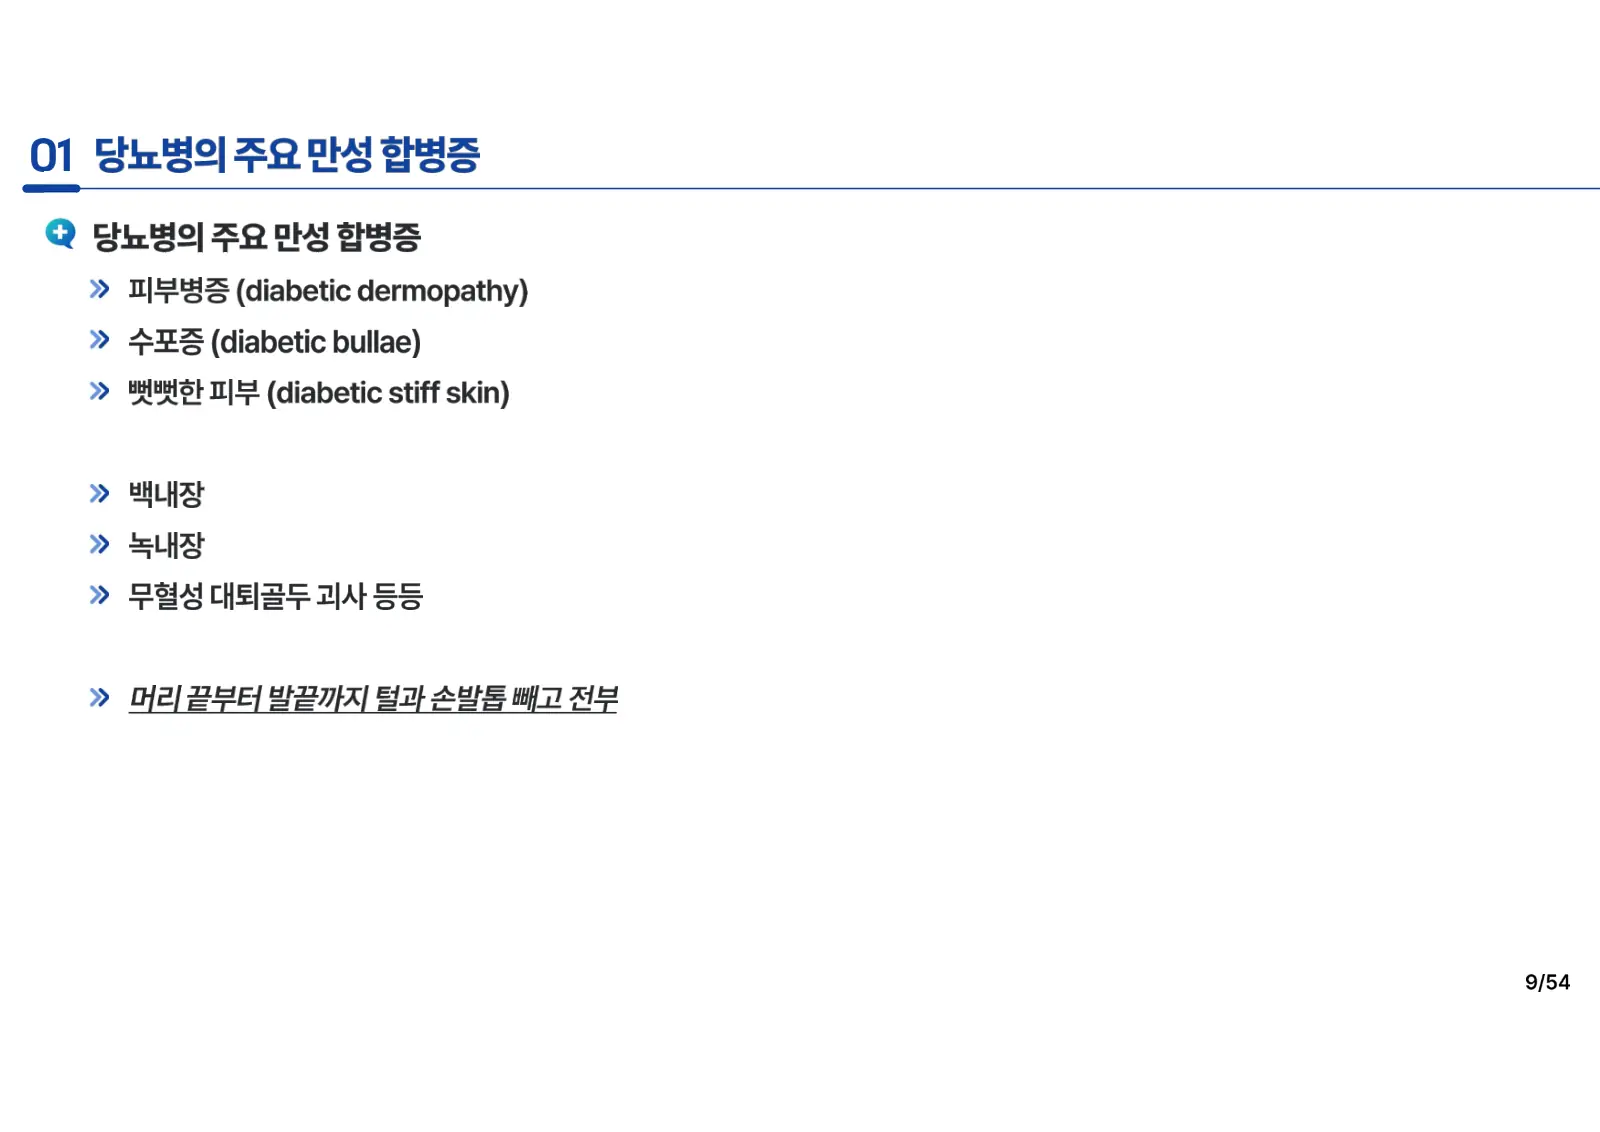 01 당뇨병의 주요 만성 합병증
당뇨병의 주요 만성 합병증
피부병증 (diabetic dermopathy)
수포증 (diabetic bullae)
뻣뻣한 피부 (diabetic stiff skin)
백내장
녹내장
무혈성 대퇴골두 괴사 등등
머리 끝부터 발끝까지 털과 손발톱 빼고 전부
9/54